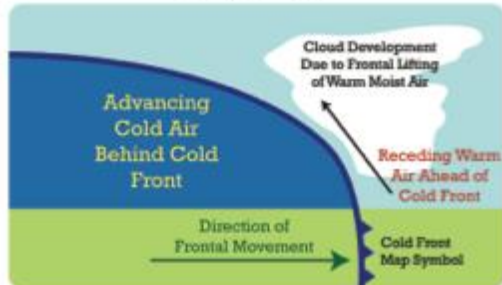 Cloud Development
Due to Frontal Lifting
of Warm Moist Air
Advancing
Cold Air
Behind Cold
Front
Receding Warm
Air Ahead of
Cold Front
Direction of
Frontal Movement
Cold Front
Map Symbol